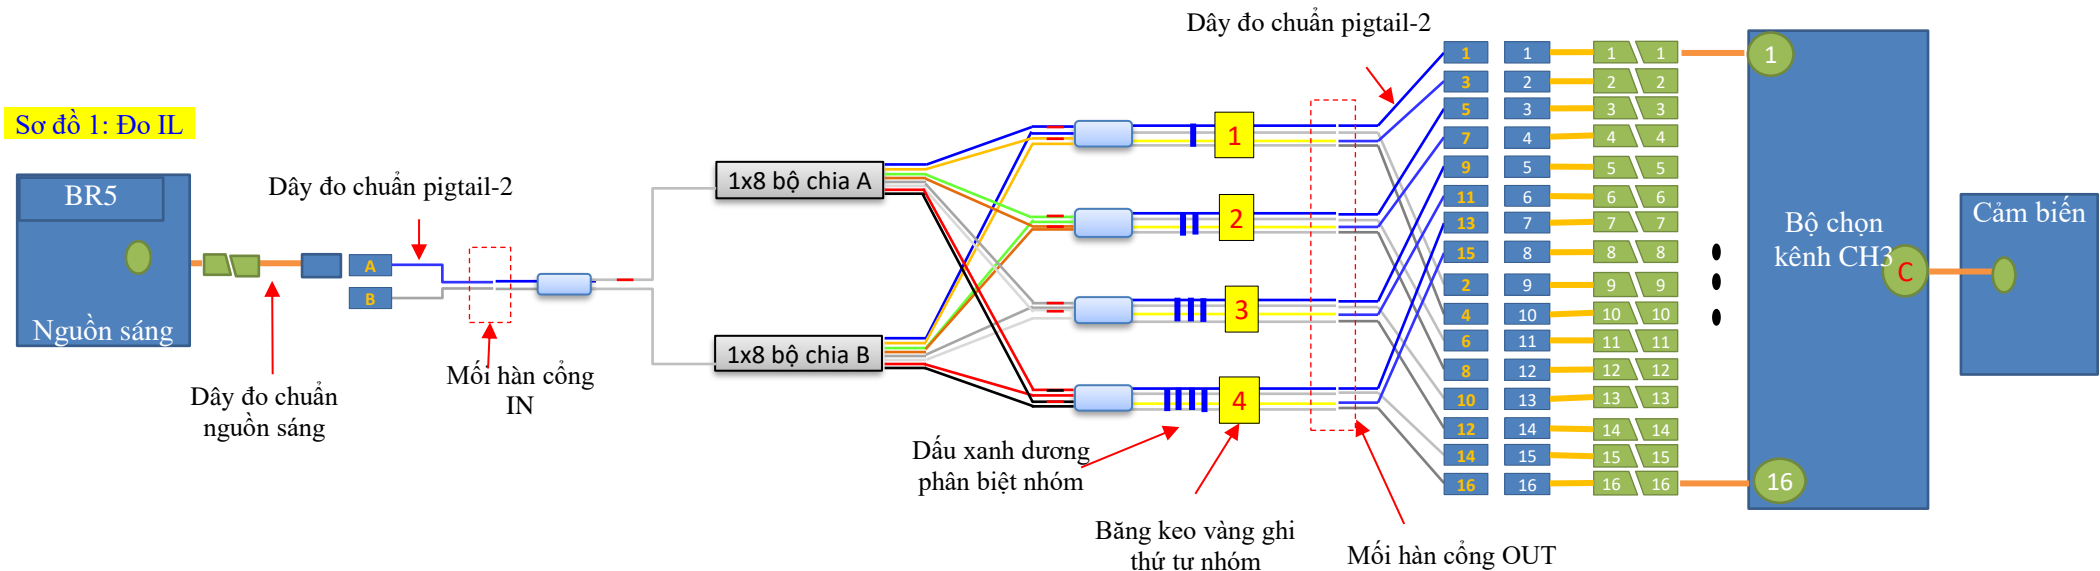 Dây đo chuẩn pigtail-2
Sơ đồ 1: Đo IL
BR5
Nguồn sáng
Dây đo chuẩn pigtail-2
A
B
Dây đo chuẩn
nguồn sáng
Mối hàn cổng
IN
1x8 bộ chia A
1x8 bộ chia B
1
2
3
4
Dấu xanh dương
phân biệt nhóm
Băng keo vàng ghi
thứ tư nhóm
Mối hàn cổng OUT
1 1 1 1
3 2 2 2
5 3 3 3
7 4 4 4
9 5 5 5
11 6 6 6
13 7 7 7
15 8 8 8
2 9 9 9
4 10 10 10
6 11 11 11
8 12 12 12
10 13 13 13
12 14 14 14
14 15 15 15
16 16 16 16
1
Bộ chọn
kênh CH3
C
16
Cảm biến